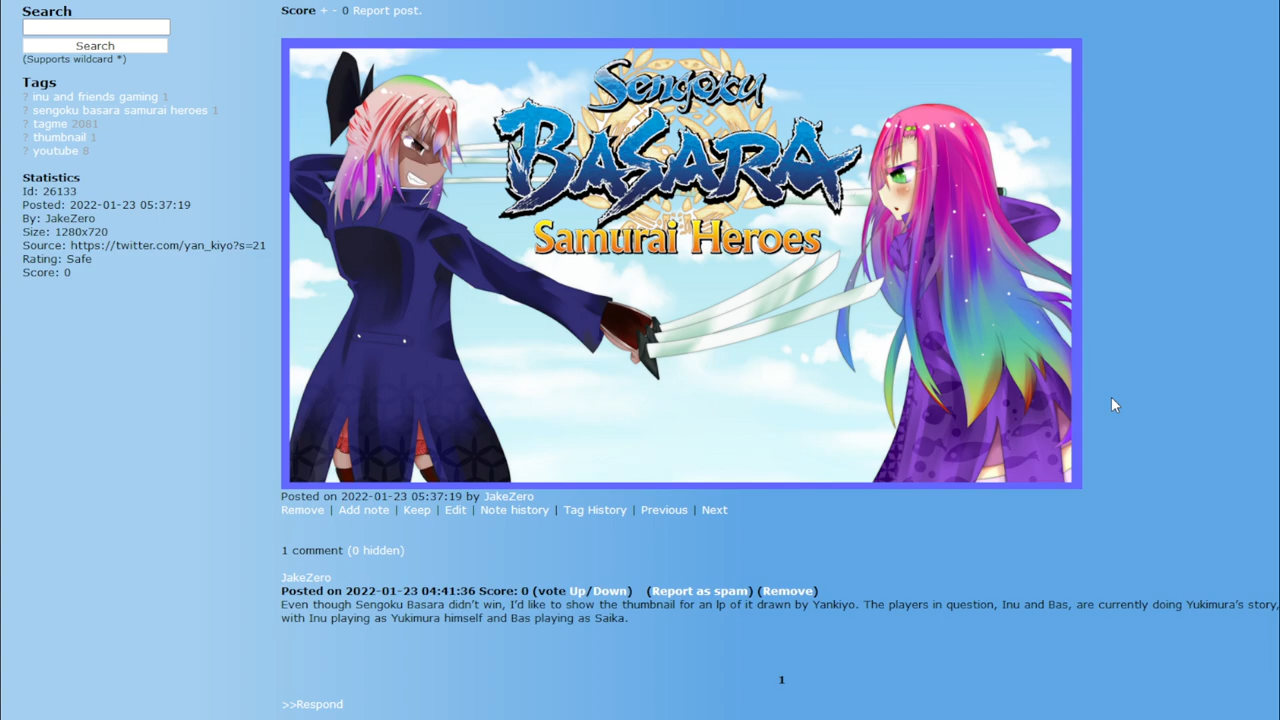 Search
Search
(Supports wildcard *)
Tags
? inu and friends gaming 1
? sengoku basara samurai heroes 1
? tagme 2081
? thumbnail 1
? youtube 8
Statistics
Id: 26133
Posted: 2022-01-23 05:37:19
By: JakeZero
Size: 1280x720
Source: https://twitter.com/yan_kiyo?s=21
Rating: Safe
Score: 0
Score + - 0 Report post.
Sengoku
BASARA
Samurai Heroes
Posted on 2022-01-23 05:37:19 by JakeZero
Remove | Add note | Keep | Edit | Note history | Tag History | Previous | Next
1 comment (0 hidden)
JakeZero
Posted on 2022-01-23 04:41:36 Score: 0 (vote Up/Down) (Report as spam) (Remove)
Even though Sengoku Basara didn't win, I'd like to show the thumbnail for an lp of it drawn by Yankiyo. The players in question, Inu and Bas, are currently doing Yukimura's story,
with Inu playing as Yukimura himself and Bas playing as Saika.
1
>>Respond